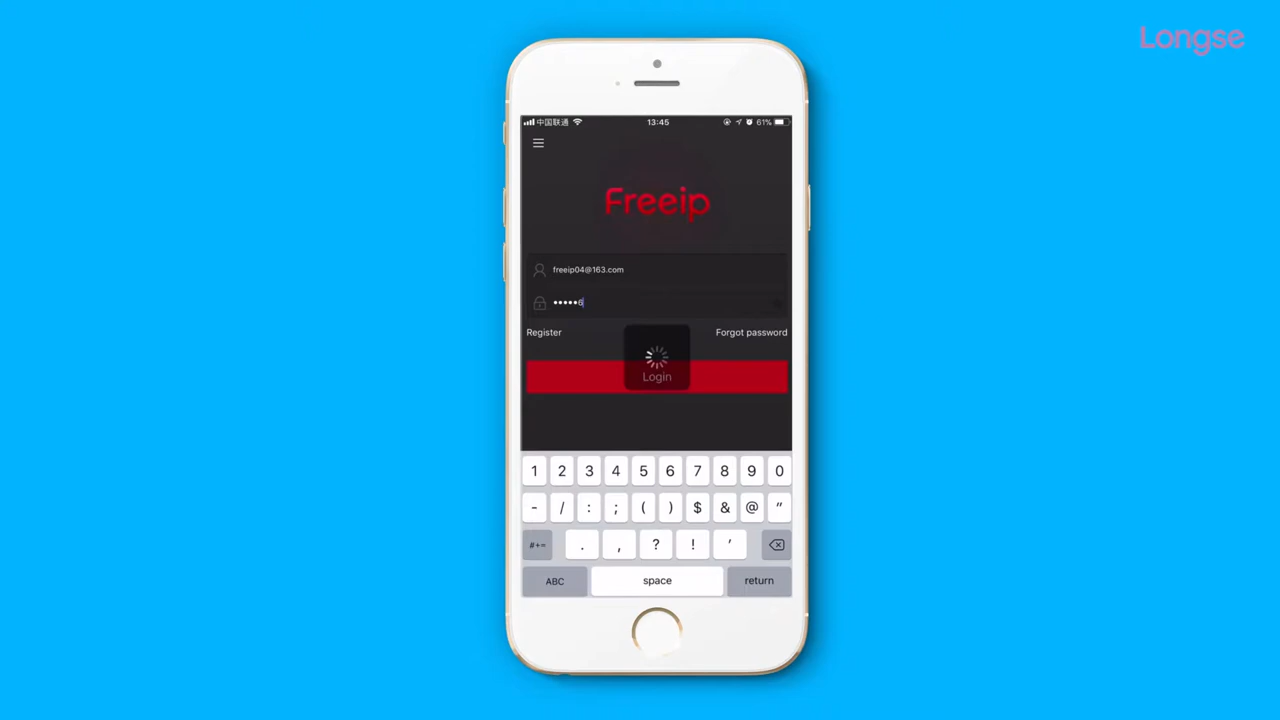 Longse
中国联通 13:45 61%
Freeip
freeip04@163.com
•••••6
Register Forgot password
Login
1 2 3 4 5 6 7 8 9 0
- / : ; ( ) $ & @ "
#+= . , ? ! '
ABC space return